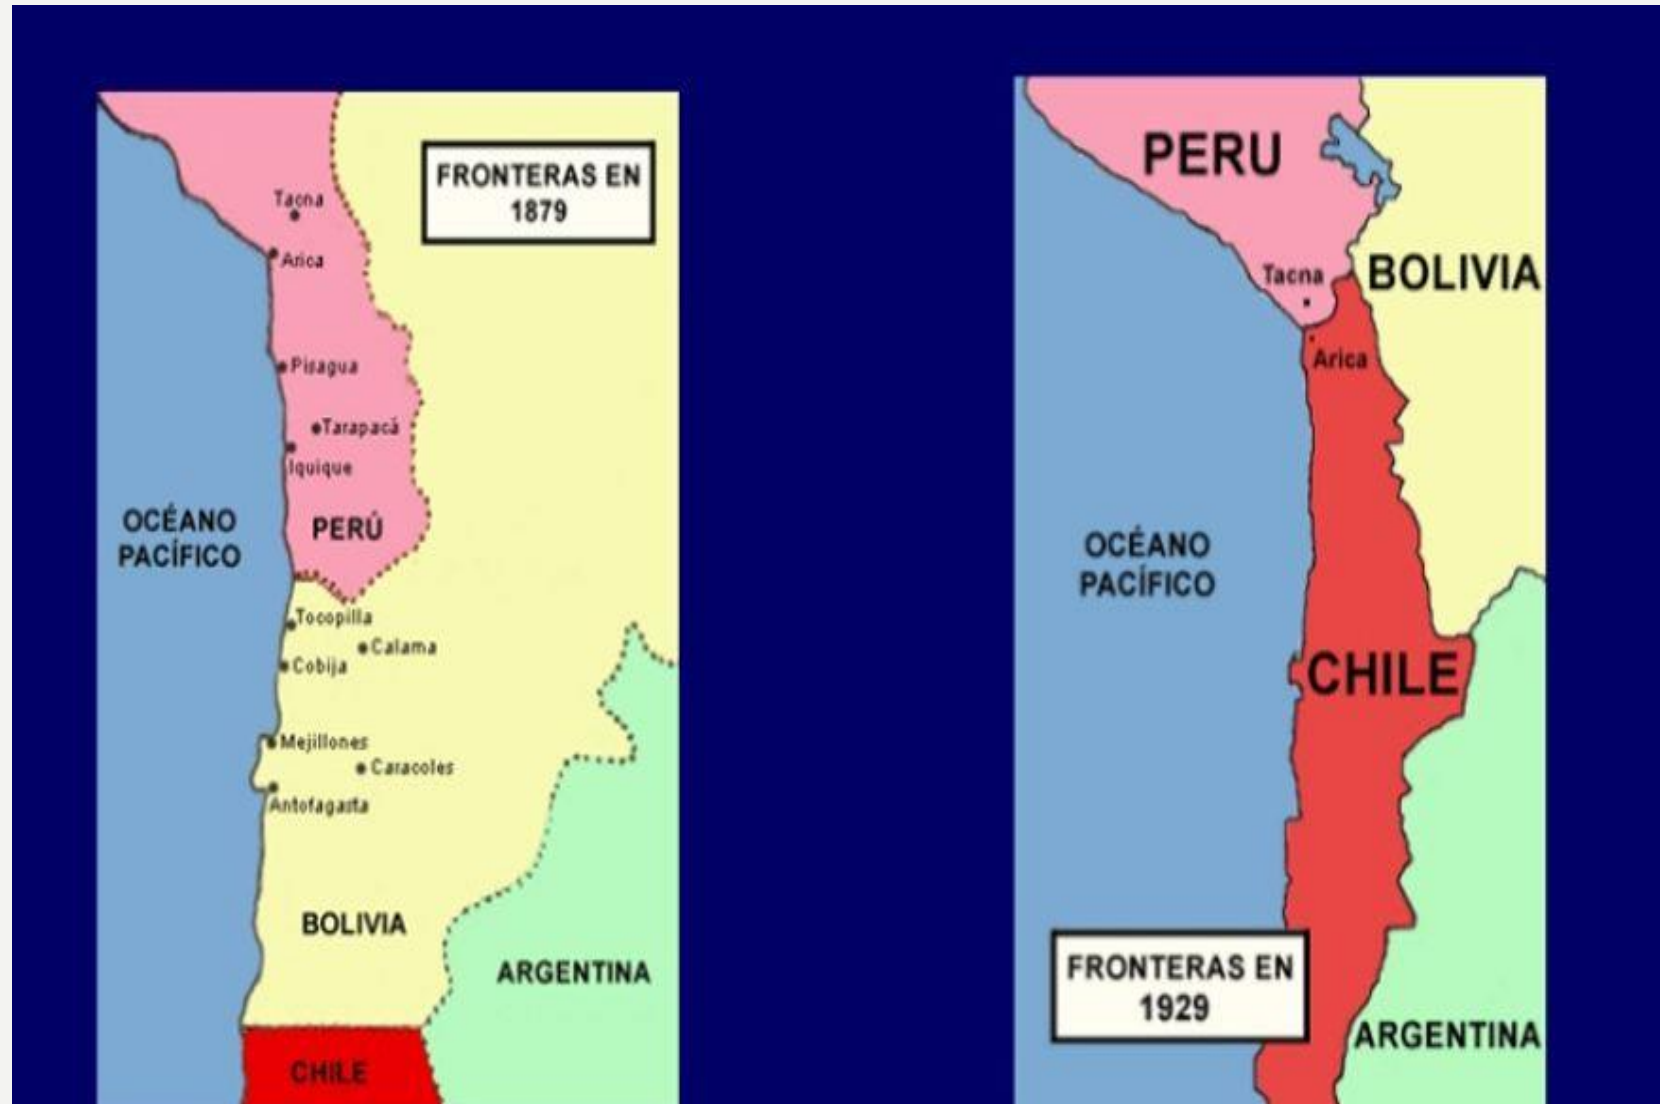 FRONTERAS EN
1879
Tacna
Arica
Pisagua
Tarapacá
Iquique
OCÉANO
PACÍFICO
PERÚ
Tocopilla
Calama
Cobija
Mejillones
Caracoles
Antofagasta
BOLIVIA
ARGENTINA
CHILE
PERU
BOLIVIA
Tacna
Arica
OCÉANO
PACÍFICO
CHILE
FRONTERAS EN
1929
ARGENTINA